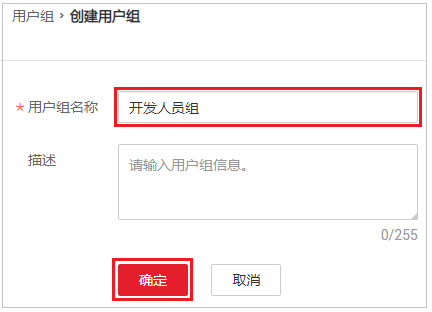 用户组 › 创建用户组
* 用户组名称 开发人员组
描述 请输入用户组信息。
0/255
确定 取消